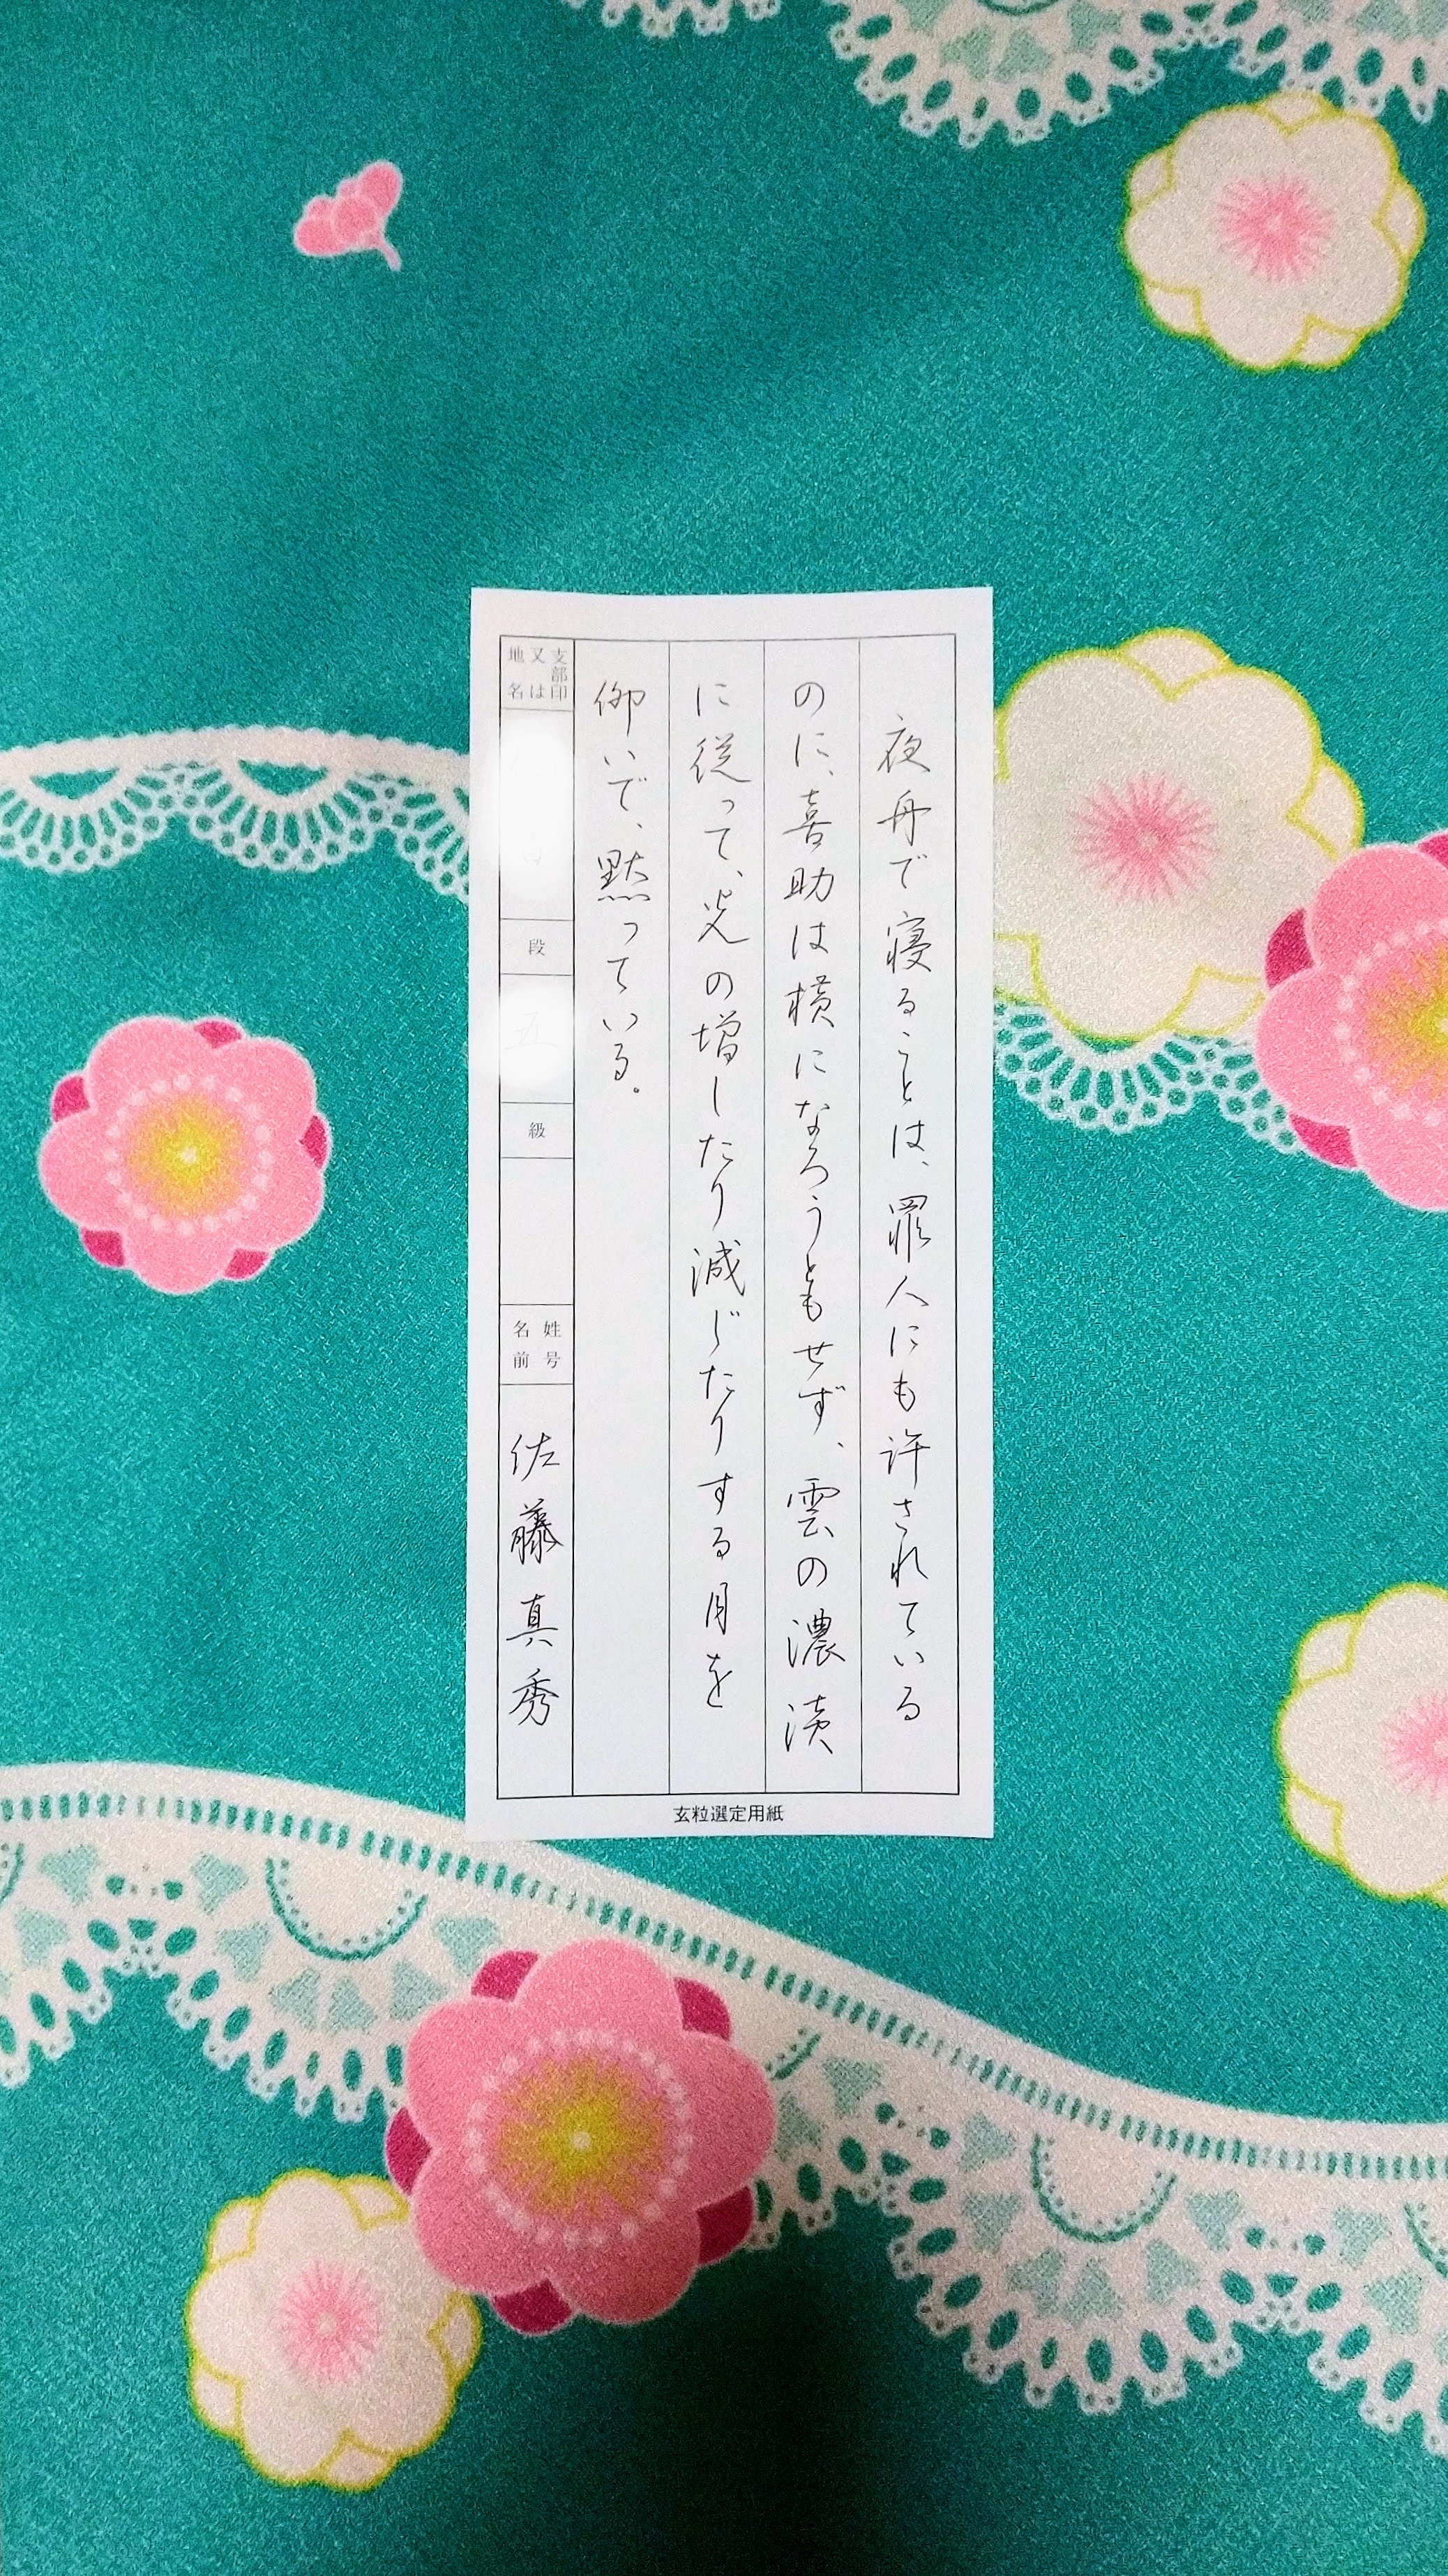 夜舟で寝ることは、罪人にも許されている
のに、喜助は横になろうともせず、雲の濃淡
に従って、光の増したり減じたりする月を
仰いで、黙っている。
支部印
又は
地名
段
五
級
姓号
名前
佐藤真秀
玄粒選定用紙